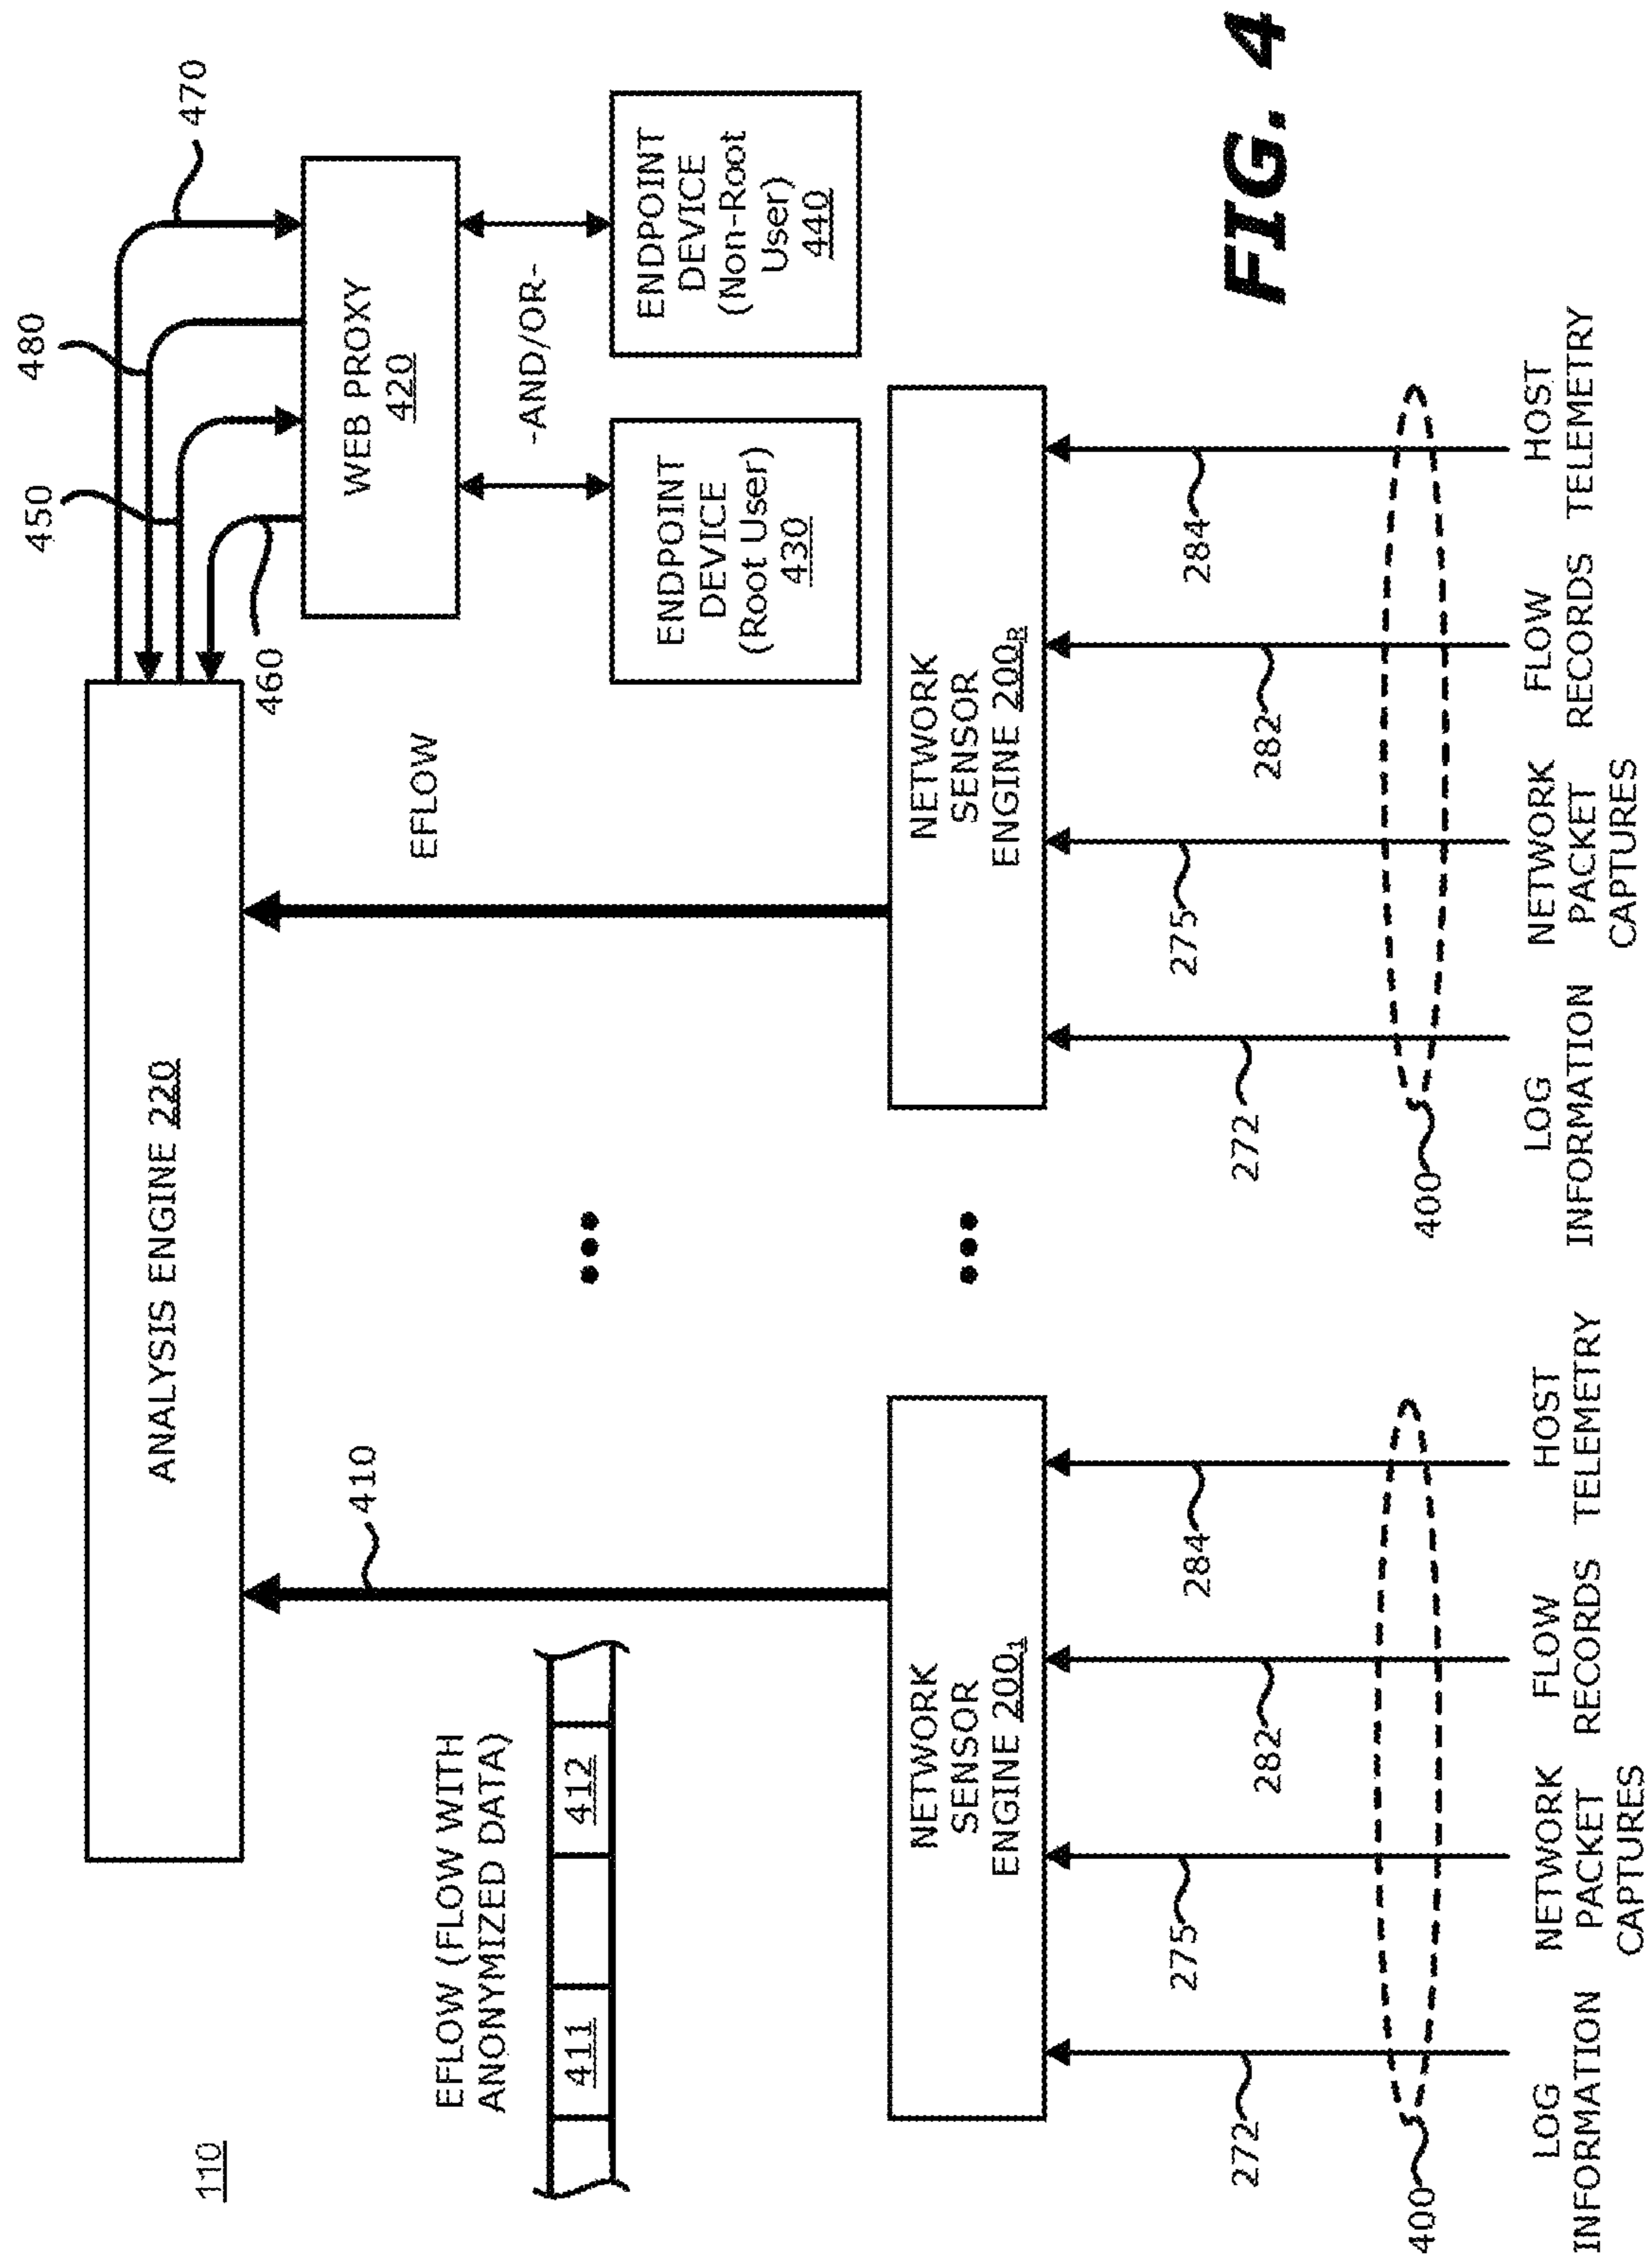 110
ANALYSIS ENGINE 220
480
470
450
460
WEB PROXY
420
EFLOW (FLOW WITH
ANONYMIZED DATA)
410
EFLOW
-AND/OR-
411
412
ENDPOINT
DEVICE
(Root User)
430
ENDPOINT
DEVICE
(Non-Root
User)
440
NETWORK
SENSOR
ENGINE 2001
NETWORK
SENSOR
ENGINE 200R
272
275
282
284
272
275
282
284
400
400
LOG
INFORMATION
NETWORK
PACKET
CAPTURES
FLOW
RECORDS
HOST
TELEMETRY
LOG
INFORMATION
NETWORK
PACKET
CAPTURES
FLOW
RECORDS
HOST
TELEMETRY
FIG. 4